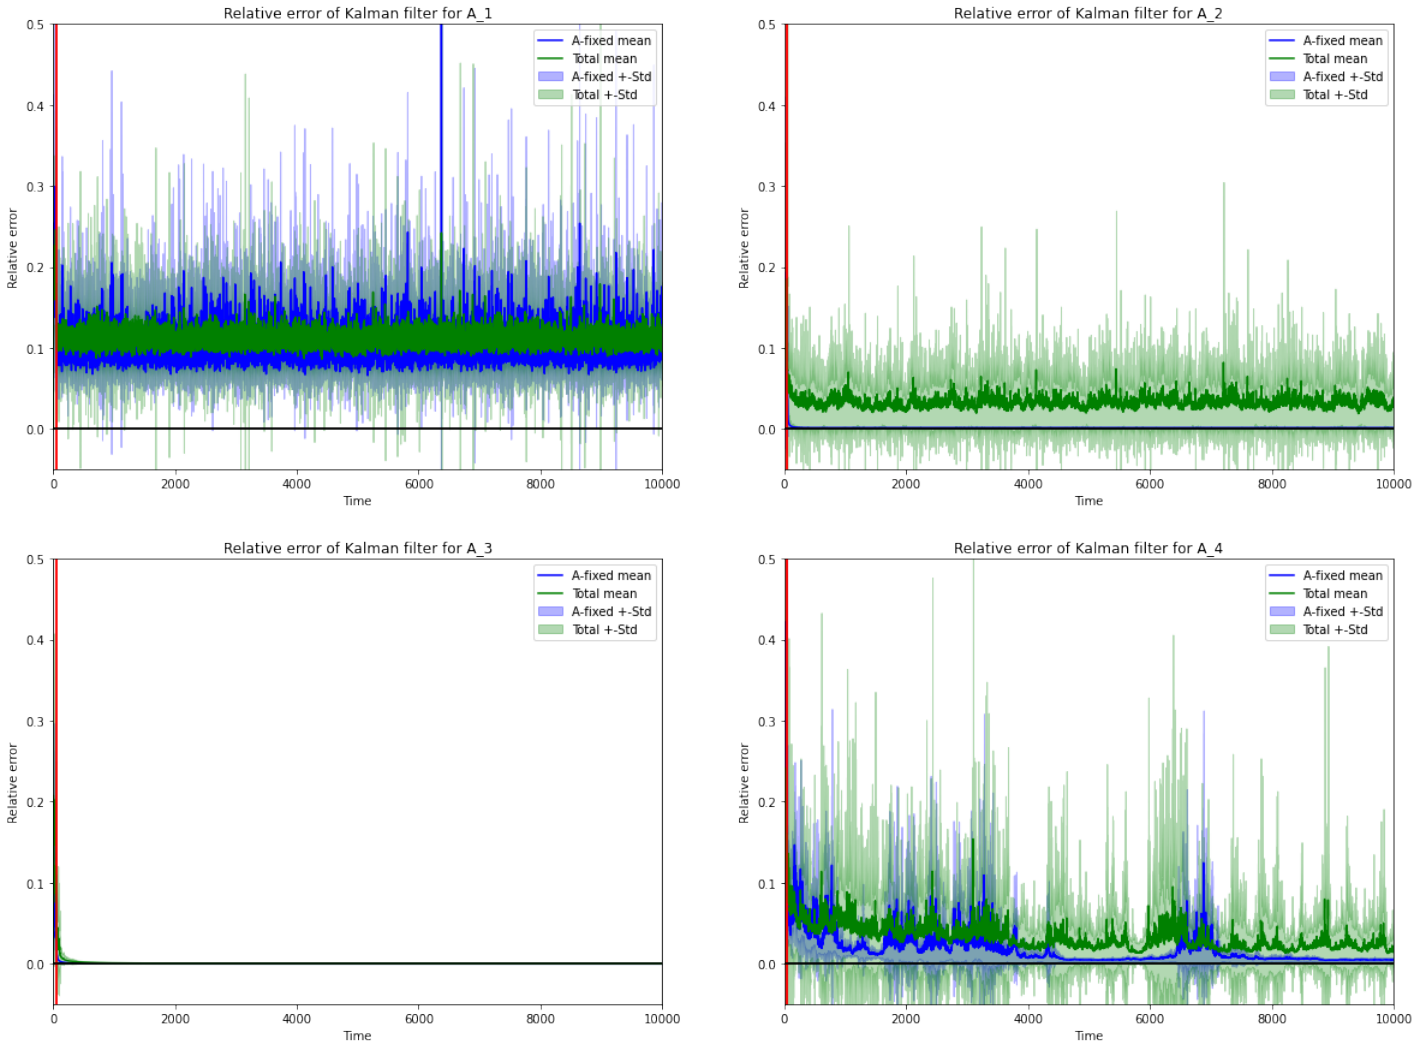 Relative error of Kalman filter for A_1
0.5
0.4
0.3
0.2
0.1
0.0
Relative error
A-fixed mean
Total mean
A-fixed +-Std
Total +-Std
0 2000 4000 6000 8000 10000
Time
Relative error of Kalman filter for A_2
0.5
0.4
0.3
0.2
0.1
0.0
Relative error
A-fixed mean
Total mean
A-fixed +-Std
Total +-Std
0 2000 4000 6000 8000 10000
Time
Relative error of Kalman filter for A_3
0.5
0.4
0.3
0.2
0.1
0.0
Relative error
A-fixed mean
Total mean
A-fixed +-Std
Total +-Std
0 2000 4000 6000 8000 10000
Time
Relative error of Kalman filter for A_4
0.5
0.4
0.3
0.2
0.1
0.0
Relative error
A-fixed mean
Total mean
A-fixed +-Std
Total +-Std
0 2000 4000 6000 8000 10000
Time